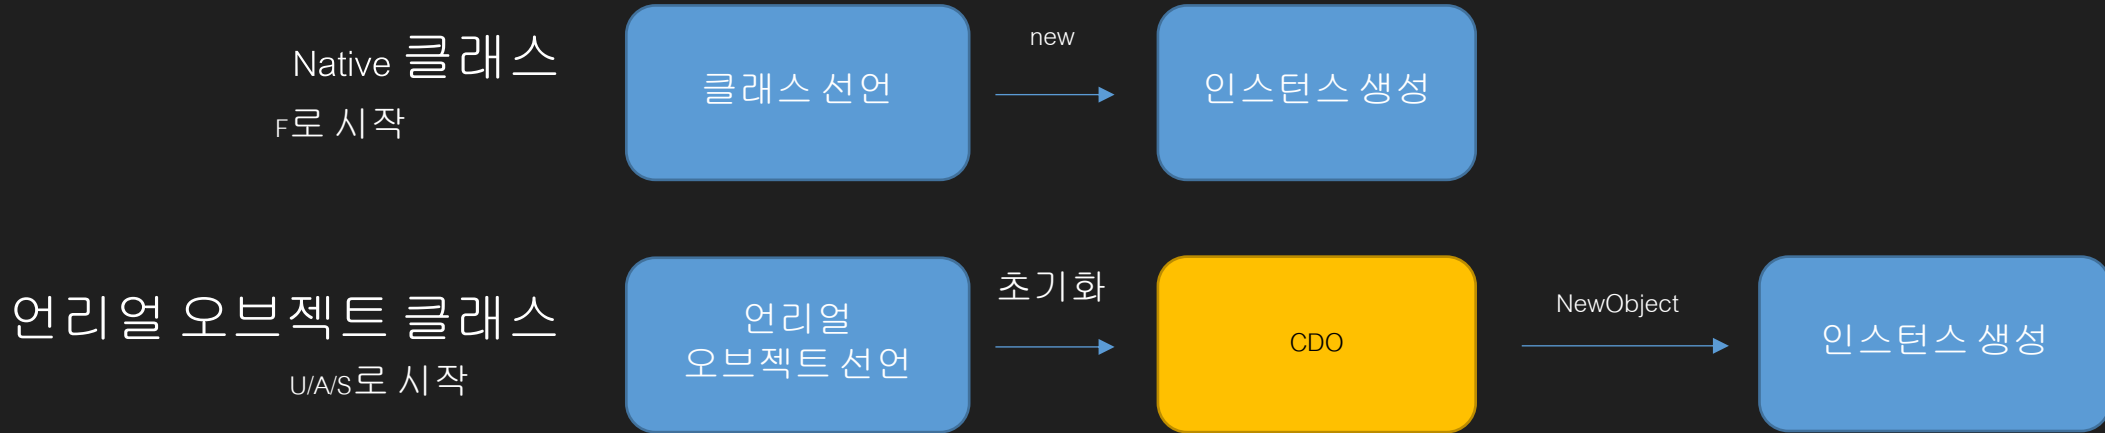 Native 클래스
F로 시작
클래스 선언
new
인스턴스 생성
언리얼 오브젝트 클래스
U/A/S로 시작
언리얼
오브젝트 선언
초기화
CDO
NewObject
인스턴스 생성